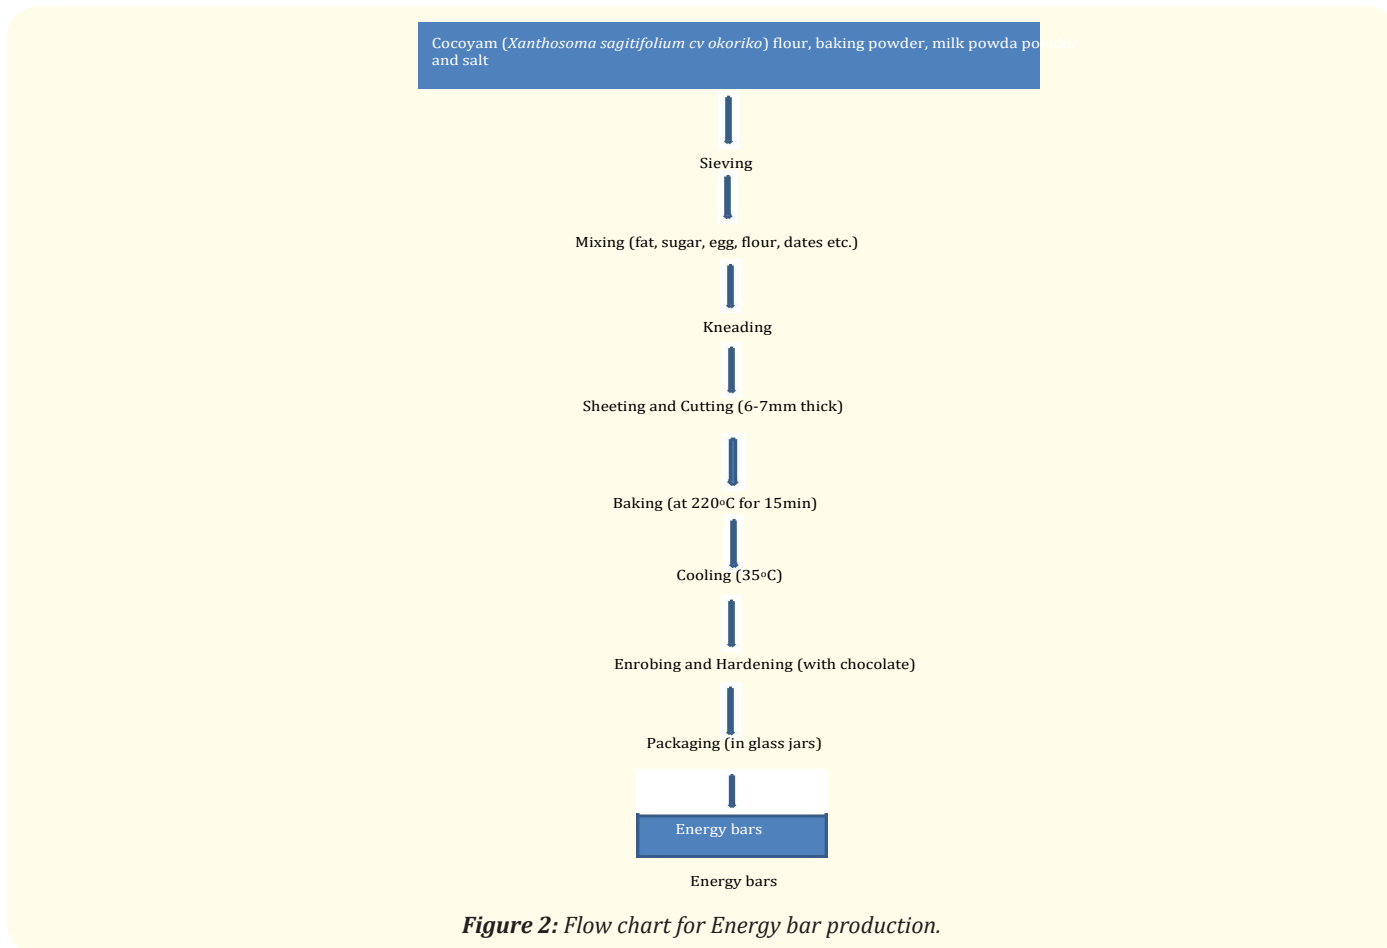 Cocoyam (Xanthosoma sagitifolium cv okoriko) flour, baking powder, milk powda
and salt
Sieving
Mixing (fat, sugar, egg, flour, dates etc.)
Kneading
Sheeting and Cutting (6-7mm thick)
Baking (at 220ᵒC for 15min)
Cooling (35ᵒC)
Enrobing and Hardening (with chocolate)
Packaging (in glass jars)
Energy bars
Energy bars
Figure 2: Flow chart for Energy bar production.